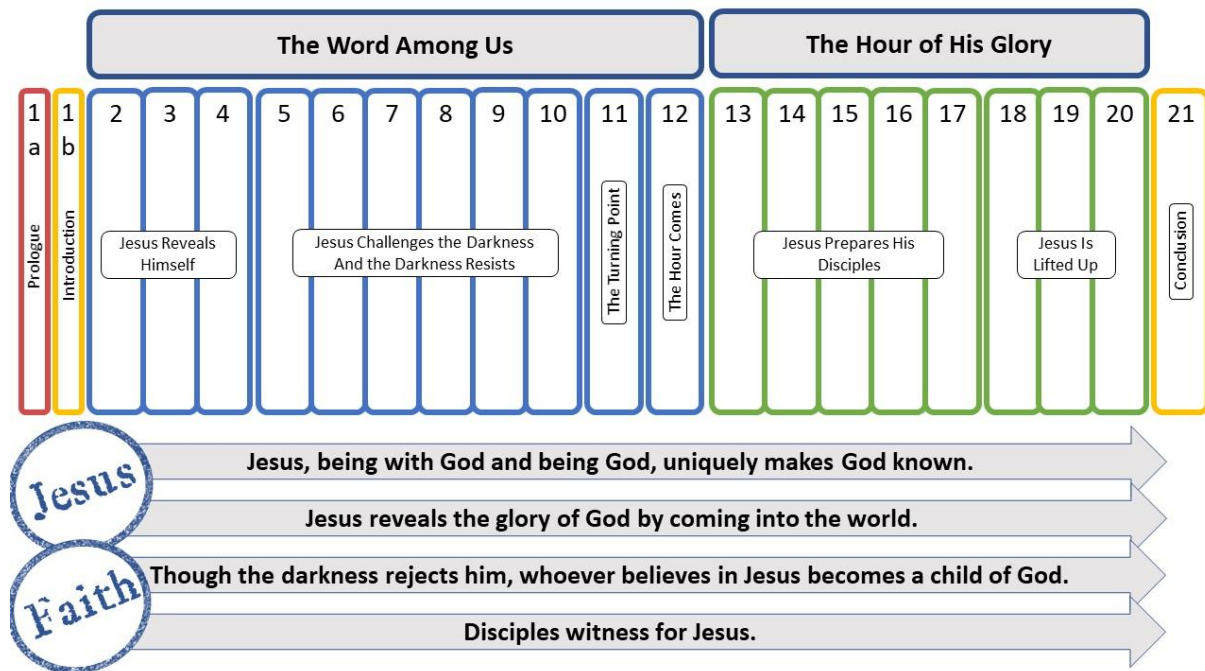 The Word Among Us
The Hour of His Glory
1 a
1 b
2
3
4
5
6
7
8
9
10
11
12
13
14
15
16
17
18
19
20
21
Prologue
Introduction
Jesus Reveals
Himself
Jesus Challenges the Darkness
And the Darkness Resists
The Turning Point
The Hour Comes
Jesus Prepares His
Disciples
Jesus Is
Lifted Up
Conclusion
Jesus
Jesus, being with God and being God, uniquely makes God known.
Jesus reveals the glory of God by coming into the world.
Faith
Though the darkness rejects him, whoever believes in Jesus becomes a child of God.
Disciples witness for Jesus.